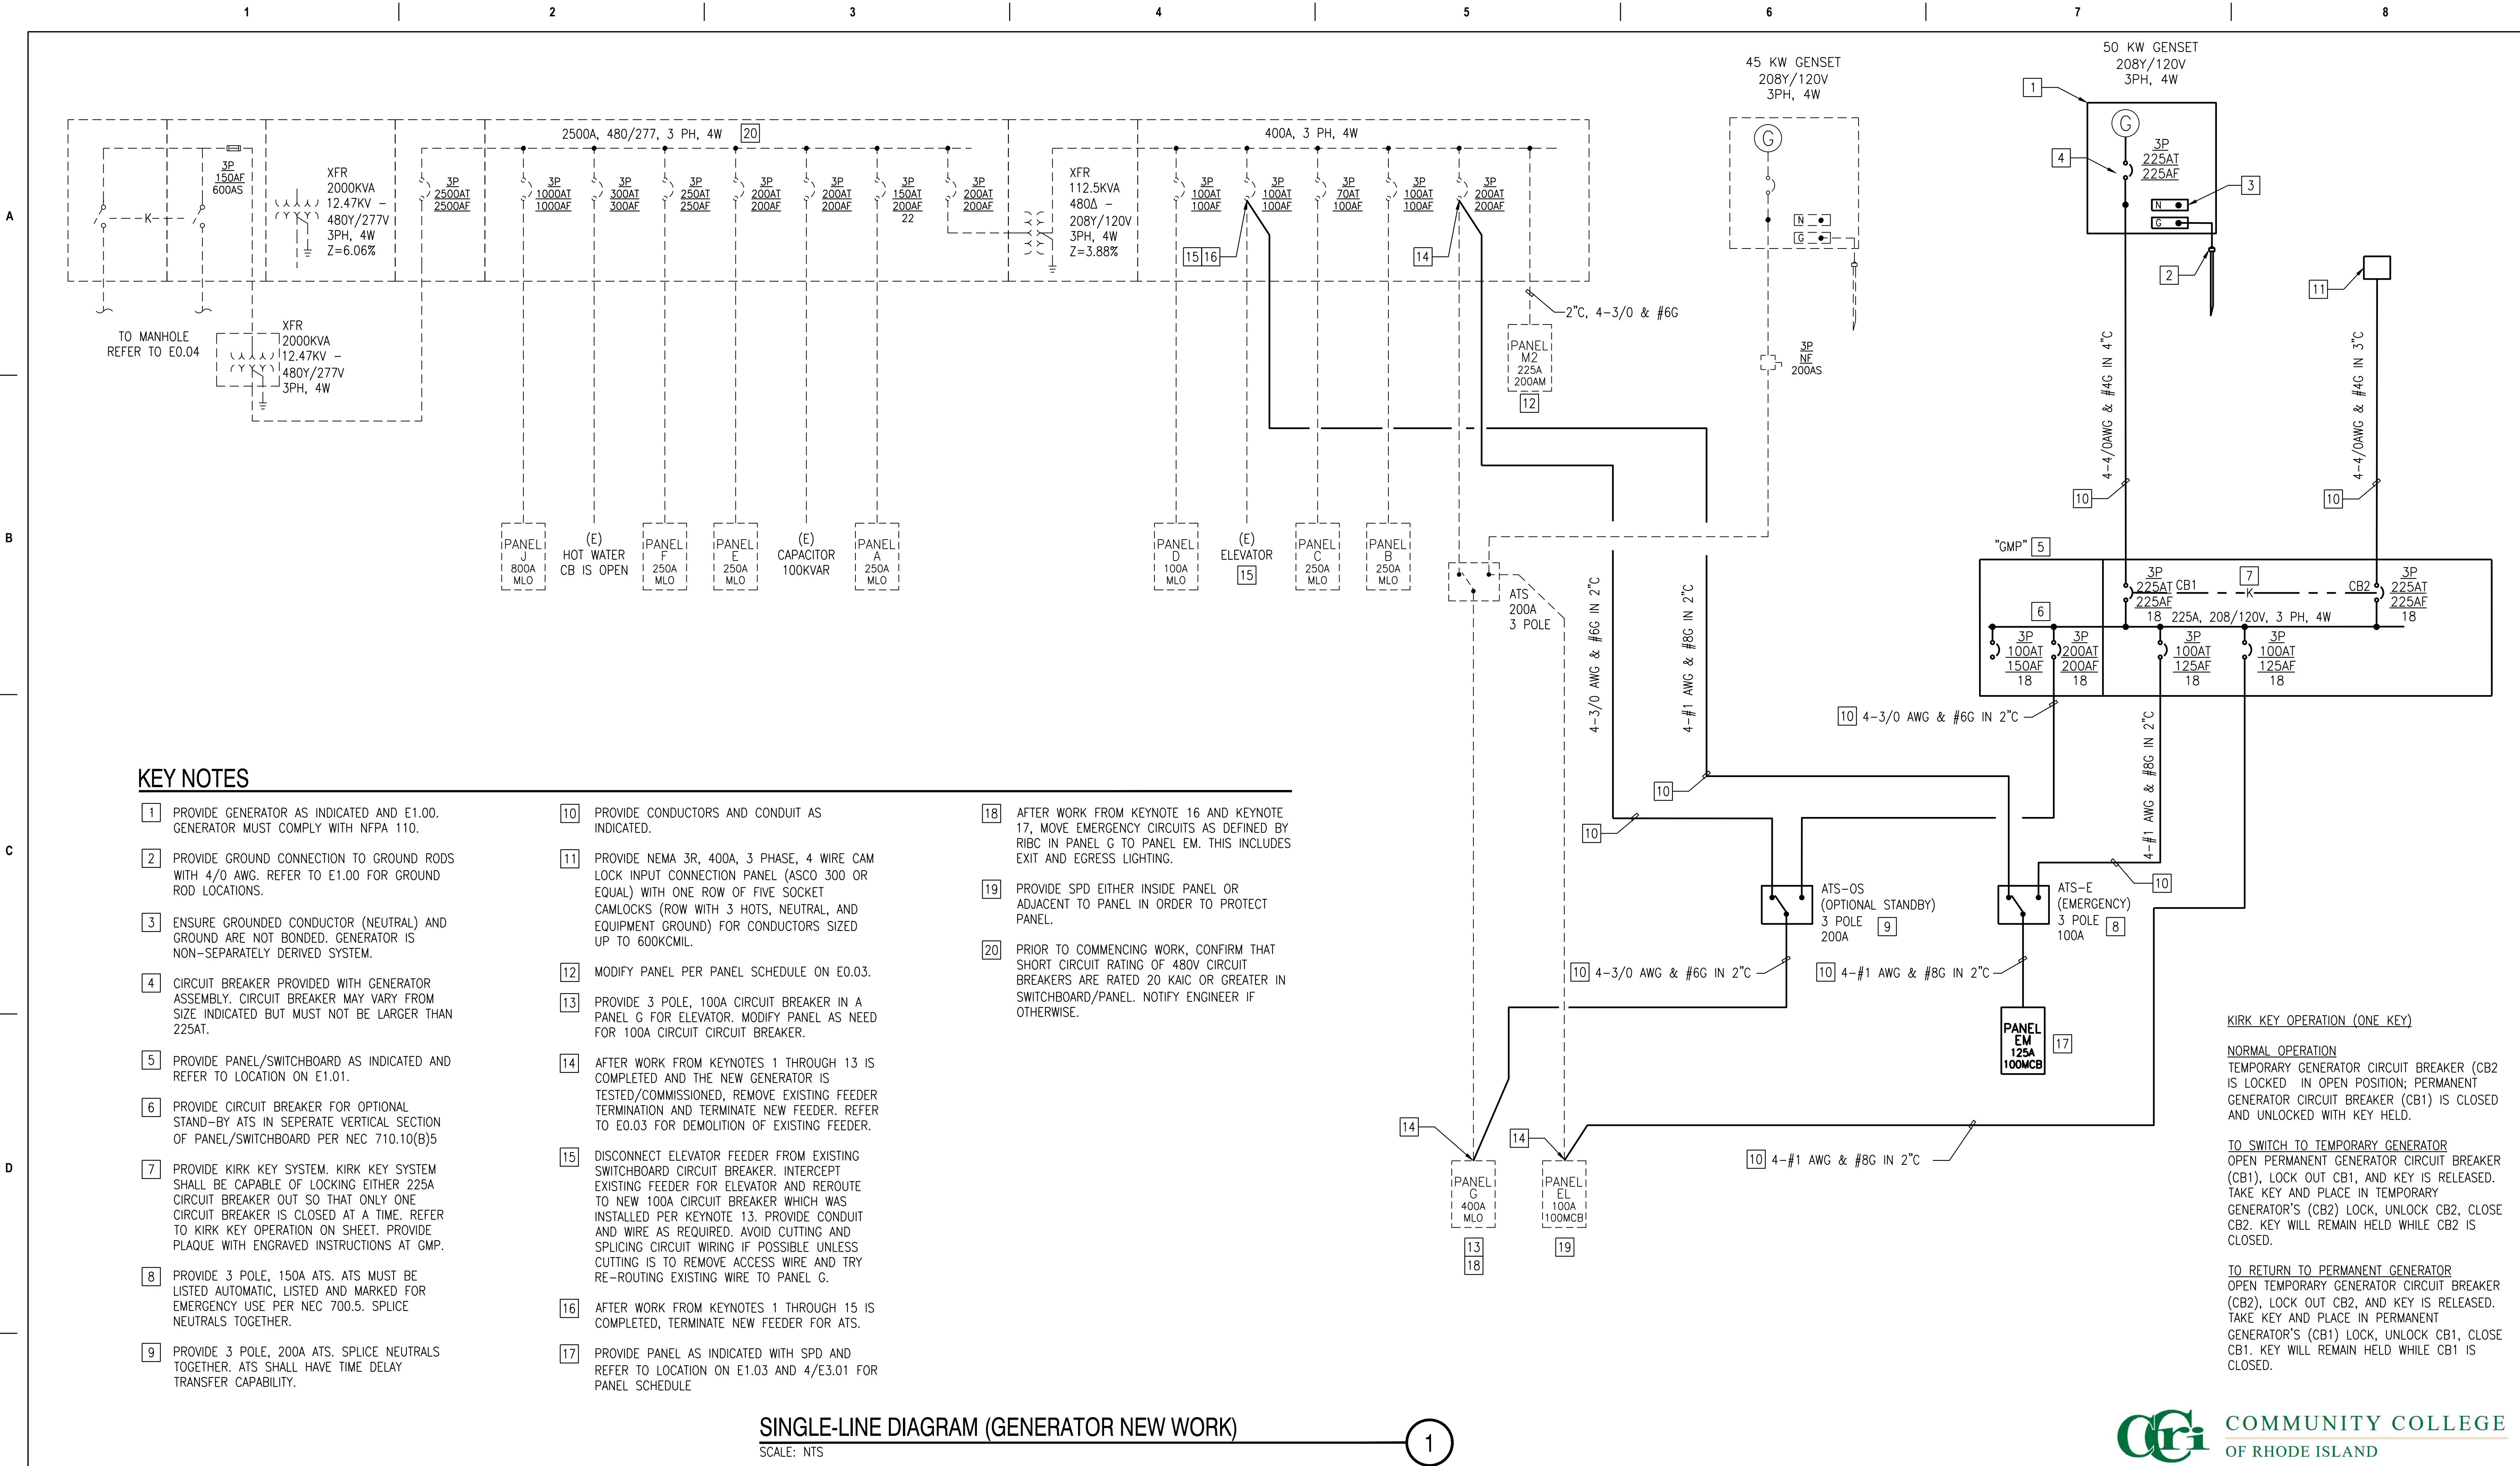 1
2
3
4
5
6
7
8
A
B
C
D
50 KW GENSET
208Y/120V
3PH, 4W
45 KW GENSET
208Y/120V
3PH, 4W
1
G
3P
225AT
225AF
4
3
N
G
2
11
G
N
G
2500A, 480/277, 3 PH, 4W
20
400A, 3 PH, 4W
3P
150AF
600AS
K
XFR
2000KVA
12.47KV -
480Y/277V
3PH, 4W
Z=6.06%
3P
2500AT
2500AF
3P
1000AT
1000AF
3P
300AT
300AF
3P
250AT
250AF
3P
200AT
200AF
3P
200AT
200AF
3P
150AT
200AF
22
3P
200AT
200AF
XFR
112.5KVA
480Δ -
208Y/120V
3PH, 4W
Z=3.88%
3P
100AT
100AF
3P
100AT
100AF
3P
70AT
100AF
3P
100AT
100AF
3P
200AT
200AF
15 16
14
2"C, 4-3/0 & #6G
TO MANHOLE
REFER TO E0.04
XFR
2000KVA
12.47KV -
480Y/277V
3PH, 4W
PANEL
M2
225A
200AM
12
3P
NF
200AS
4-4/0AWG & #4G IN 4"C
4-4/0AWG & #4G IN 3"C
10
10
PANEL
J
800A
MLO
(E)
HOT WATER
CB IS OPEN
PANEL
F
250A
MLO
PANEL
E
250A
MLO
(E)
CAPACITOR
100KVAR
PANEL
A
250A
MLO
PANEL
D
100A
MLO
(E)
ELEVATOR
15
PANEL
C
250A
MLO
PANEL
B
250A
MLO
ATS
200A
3 POLE
4-3/0 AWG & #6G IN 2"C
4-#1 AWG & #8G IN 2"C
"GMP" 5
3P
225AT CB1
225AF
18
7
K
CB2
3P
225AT
225AF
18
6
225A, 208/120V, 3 PH, 4W
3P
100AT
150AF
18
3P
200AT
200AF
18
3P
100AT
125AF
18
3P
100AT
125AF
18
10 4-3/0 AWG & #6G IN 2"C
4-#1 AWG & #8G IN 2"C
10
10
10
ATS-OS
(OPTIONAL STANDBY)
3 POLE
200A
9
ATS-E
(EMERGENCY)
3 POLE
100A
8
10 4-3/0 AWG & #6G IN 2"C
10 4-#1 AWG & #8G IN 2"C
PANEL
EM
125A
100MCB
17
14
14
10 4-#1 AWG & #8G IN 2"C
PANEL
G
400A
MLO
13
18
PANEL
EL
100A
100MCB
19
KEY NOTES
1 PROVIDE GENERATOR AS INDICATED AND E1.00.
GENERATOR MUST COMPLY WITH NFPA 110.
2 PROVIDE GROUND CONNECTION TO GROUND RODS
WITH 4/0 AWG. REFER TO E1.00 FOR GROUND
ROD LOCATIONS.
3 ENSURE GROUNDED CONDUCTOR (NEUTRAL) AND
GROUND ARE NOT BONDED. GENERATOR IS
NON-SEPARATELY DERIVED SYSTEM.
4 CIRCUIT BREAKER PROVIDED WITH GENERATOR
ASSEMBLY. CIRCUIT BREAKER MAY VARY FROM
SIZE INDICATED BUT MUST NOT BE LARGER THAN
225AT.
5 PROVIDE PANEL/SWITCHBOARD AS INDICATED AND
REFER TO LOCATION ON E1.01.
6 PROVIDE CIRCUIT BREAKER FOR OPTIONAL
STAND-BY ATS IN SEPERATE VERTICAL SECTION
OF PANEL/SWITCHBOARD PER NEC 710.10(B)5
7 PROVIDE KIRK KEY SYSTEM. KIRK KEY SYSTEM
SHALL BE CAPABLE OF LOCKING EITHER 225A
CIRCUIT BREAKER OUT SO THAT ONLY ONE
CIRCUIT BREAKER IS CLOSED AT A TIME. REFER
TO KIRK KEY OPERATION ON SHEET. PROVIDE
PLAQUE WITH ENGRAVED INSTRUCTIONS AT GMP.
8 PROVIDE 3 POLE, 150A ATS. ATS MUST BE
LISTED AUTOMATIC, LISTED AND MARKED FOR
EMERGENCY USE PER NEC 700.5. SPLICE
NEUTRALS TOGETHER.
9 PROVIDE 3 POLE, 200A ATS. SPLICE NEUTRALS
TOGETHER. ATS SHALL HAVE TIME DELAY
TRANSFER CAPABILITY.
10 PROVIDE CONDUCTORS AND CONDUIT AS
INDICATED.
11 PROVIDE NEMA 3R, 400A, 3 PHASE, 4 WIRE CAM
LOCK INPUT CONNECTION PANEL (ASCO 300 OR
EQUAL) WITH ONE ROW OF FIVE SOCKET
CAMLOCKS (ROW WITH 3 HOTS, NEUTRAL, AND
EQUIPMENT GROUND) FOR CONDUCTORS SIZED
UP TO 600KCMIL.
12 MODIFY PANEL PER PANEL SCHEDULE ON E0.03.
13 PROVIDE 3 POLE, 100A CIRCUIT BREAKER IN A
PANEL G FOR ELEVATOR. MODIFY PANEL AS NEED
FOR 100A CIRCUIT CIRCUIT BREAKER.
14 AFTER WORK FROM KEYNOTES 1 THROUGH 13 IS
COMPLETED AND THE NEW GENERATOR IS
TESTED/COMMISSIONED, REMOVE EXISTING FEEDER
TERMINATION AND TERMINATE NEW FEEDER. REFER
TO E0.03 FOR DEMOLITION OF EXISTING FEEDER.
15 DISCONNECT ELEVATOR FEEDER FROM EXISTING
SWITCHBOARD CIRCUIT BREAKER. INTERCEPT
EXISTING FEEDER FOR ELEVATOR AND REROUTE
TO NEW 100A CIRCUIT BREAKER WHICH WAS
INSTALLED PER KEYNOTE 13. PROVIDE CONDUIT
AND WIRE AS REQUIRED. AVOID CUTTING AND
SPLICING CIRCUIT WIRING IF POSSIBLE UNLESS
CUTTING IS TO REMOVE ACCESS WIRE AND TRY
RE-ROUTING EXISTING WIRE TO PANEL G.
16 AFTER WORK FROM KEYNOTES 1 THROUGH 15 IS
COMPLETED, TERMINATE NEW FEEDER FOR ATS.
17 PROVIDE PANEL AS INDICATED WITH SPD AND
REFER TO LOCATION ON E1.03 AND 4/E3.01 FOR
PANEL SCHEDULE
18 AFTER WORK FROM KEYNOTE 16 AND KEYNOTE
17, MOVE EMERGENCY CIRCUITS AS DEFINED BY
RIBC IN PANEL G TO PANEL EM. THIS INCLUDES
EXIT AND EGRESS LIGHTING.
19 PROVIDE SPD EITHER INSIDE PANEL OR
ADJACENT TO PANEL IN ORDER TO PROTECT
PANEL.
20 PRIOR TO COMMENCING WORK, CONFIRM THAT
SHORT CIRCUIT RATING OF 480V CIRCUIT
BREAKERS ARE RATED 20 KAIC OR GREATER IN
SWITCHBOARD/PANEL. NOTIFY ENGINEER IF
OTHERWISE.
KIRK KEY OPERATION (ONE KEY)
NORMAL OPERATION
TEMPORARY GENERATOR CIRCUIT BREAKER (CB2
IS LOCKED IN OPEN POSITION; PERMANENT
GENERATOR CIRCUIT BREAKER (CB1) IS CLOSED
AND UNLOCKED WITH KEY HELD.
TO SWITCH TO TEMPORARY GENERATOR
OPEN PERMANENT GENERATOR CIRCUIT BREAKER
(CB1), LOCK OUT CB1, AND KEY IS RELEASED.
TAKE KEY AND PLACE IN TEMPORARY
GENERATOR'S (CB2) LOCK, UNLOCK CB2, CLOSE
CB2. KEY WILL REMAIN HELD WHILE CB2 IS
CLOSED.
TO RETURN TO PERMANENT GENERATOR
OPEN TEMPORARY GENERATOR CIRCUIT BREAKER
(CB2), LOCK OUT CB2, AND KEY IS RELEASED.
TAKE KEY AND PLACE IN PERMANENT
GENERATOR'S (CB1) LOCK, UNLOCK CB1, CLOSE
CB1. KEY WILL REMAIN HELD WHILE CB1 IS
CLOSED.
SINGLE-LINE DIAGRAM (GENERATOR NEW WORK)
SCALE: NTS
1
CCri
COMMUNITY COLLEGE
OF RHODE ISLAND